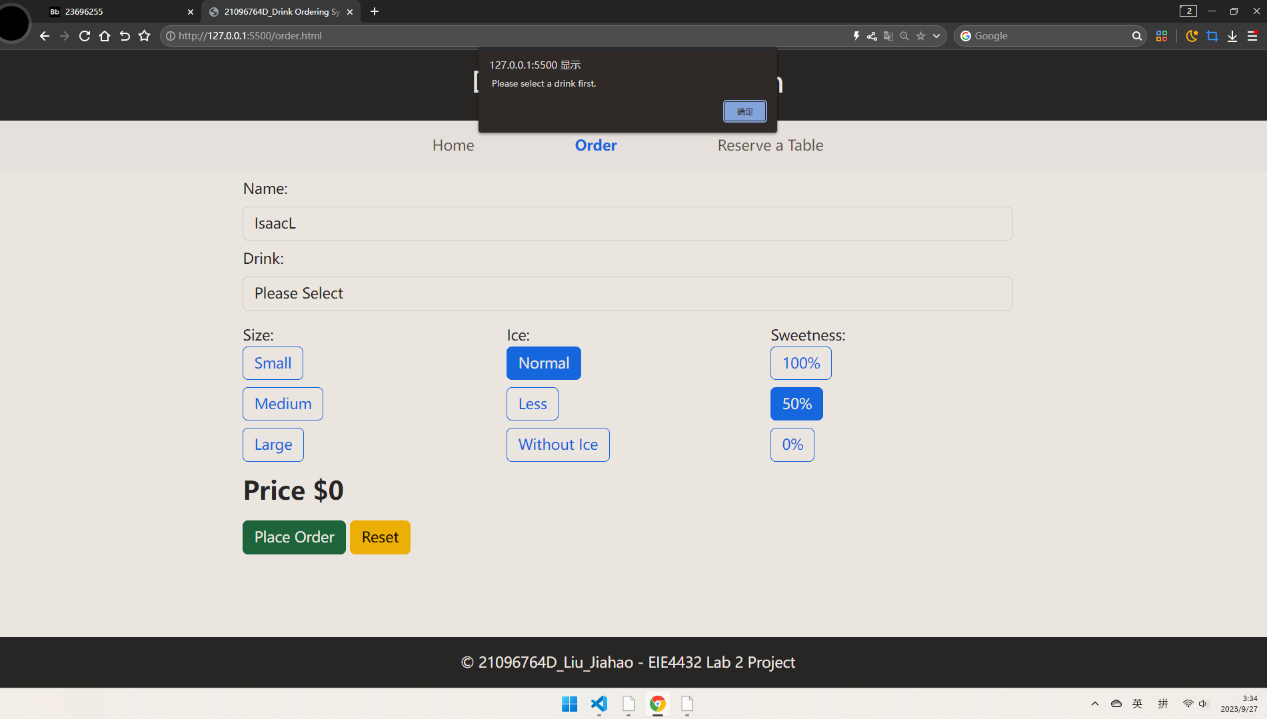 Bb 23696255
21096764D_Drink Ordering Sy
2
http://127.0.0.1:5500/order.html
Google
127.0.0.1:5500 显示
Please select a drink first.
确定
Home Order Reserve a Table
Name:
IsaacL
Drink:
Please Select
Size: Ice: Sweetness:
Small Normal 100%
Medium Less 50%
Large Without Ice 0%
Price $0
Place Order Reset
© 21096764D_Liu_Jiahao - EIE4432 Lab 2 Project
英 拼 3:34
2023/9/27